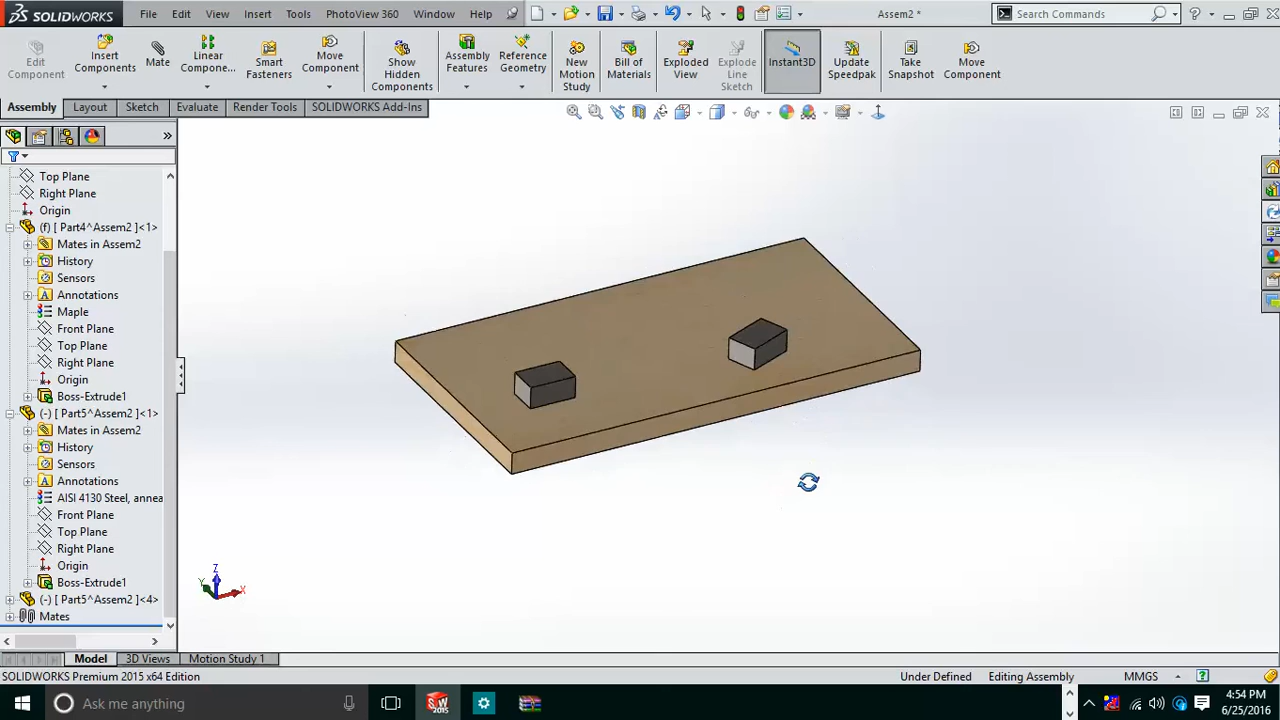 SOLIDWORKS File Edit View Insert Tools PhotoView 360 Window Help Assem2 * Search Commands
Edit Component
Insert Components
Mate
Linear Compone...
Smart Fasteners
Move Component
Show Hidden Components
Assembly Features
Reference Geometry
New Motion Study
Bill of Materials
Exploded View
Explode Line Sketch
Instant3D
Update Speedpak
Take Snapshot
Move Component
Assembly Layout Sketch Evaluate Render Tools SOLIDWORKS Add-Ins
Top Plane
Right Plane
Origin
(f) [ Part4^Assem2 ]<1>
Mates in Assem2
History
Sensors
Annotations
Maple
Front Plane
Top Plane
Right Plane
Origin
Boss-Extrude1
(-) [ Part5^Assem2 ]<1>
Mates in Assem2
History
Sensors
Annotations
AISI 4130 Steel, annea
Front Plane
Top Plane
Right Plane
Origin
Boss-Extrude1
(-) [ Part5^Assem2 ]<4>
Mates
Z
Y
X
Model 3D Views Motion Study 1
SOLIDWORKS Premium 2015 x64 Edition Under Defined Editing Assembly MMGS
Ask me anything
SW
2015
4:54 PM
6/25/2016